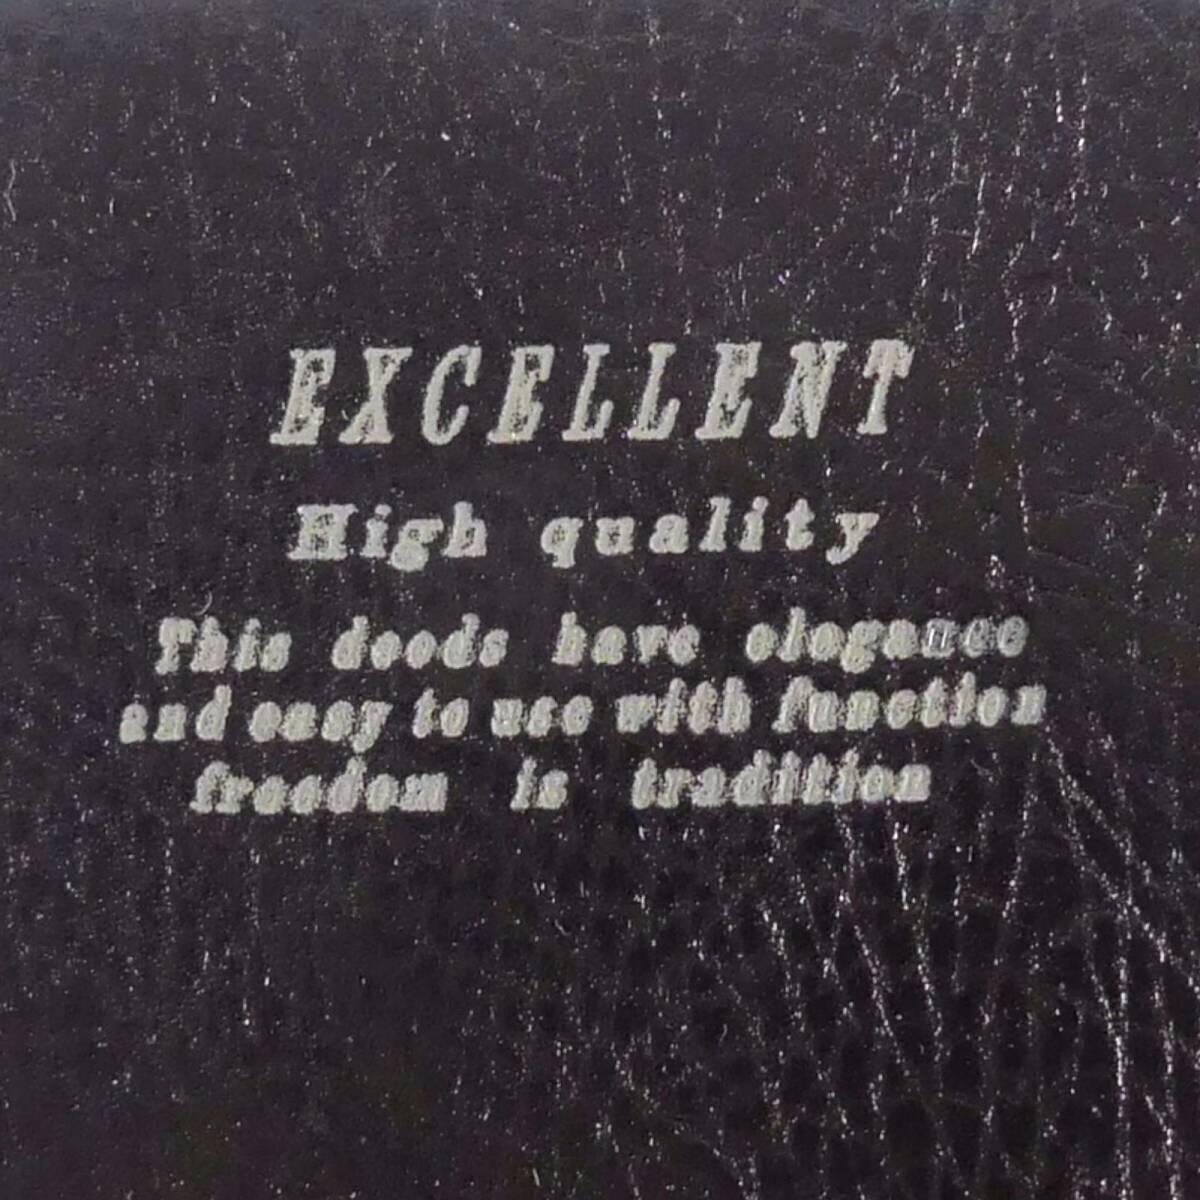 EXCELLENT
High quality
This doods have elegance
and easy to use with function
freedom is tradition